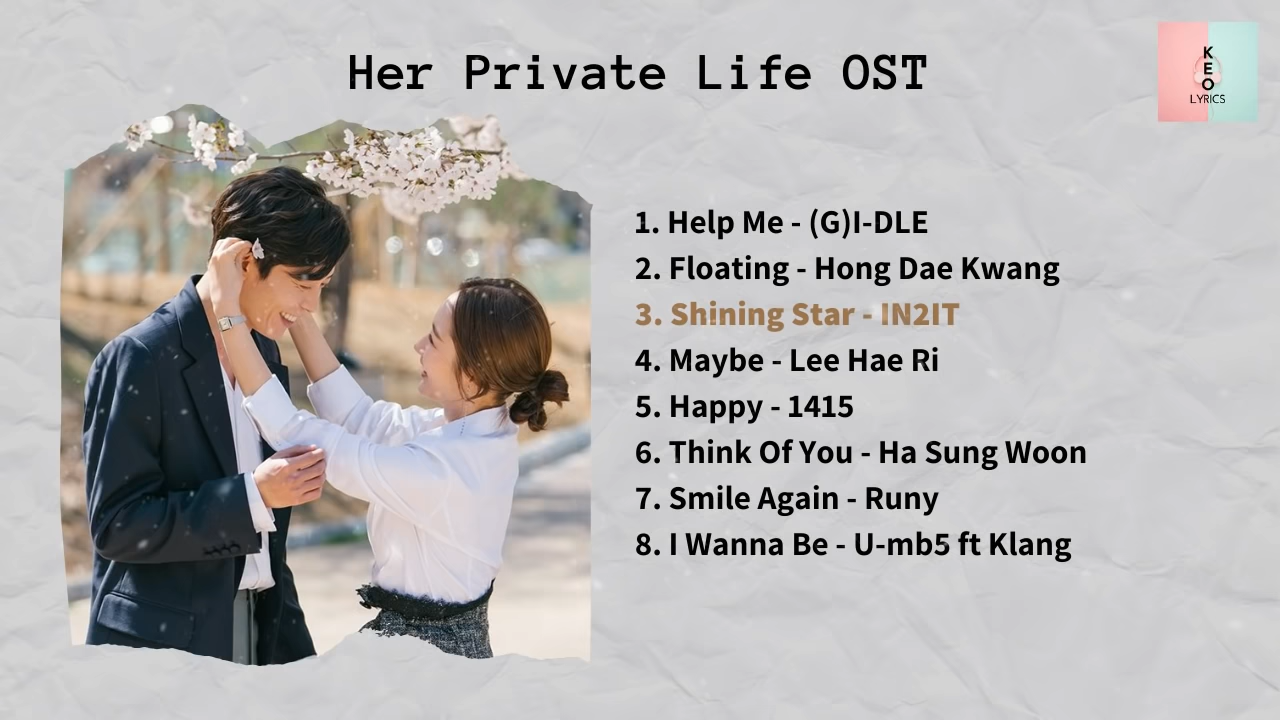 Her Private Life OST
K
E
O
LYRICS
1. Help Me - (G)I-DLE
2. Floating - Hong Dae Kwang
3. Shining Star - IN2IT
4. Maybe - Lee Hae Ri
5. Happy - 1415
6. Think Of You - Ha Sung Woon
7. Smile Again - Runy
8. I Wanna Be - U-mb5 ft Klang